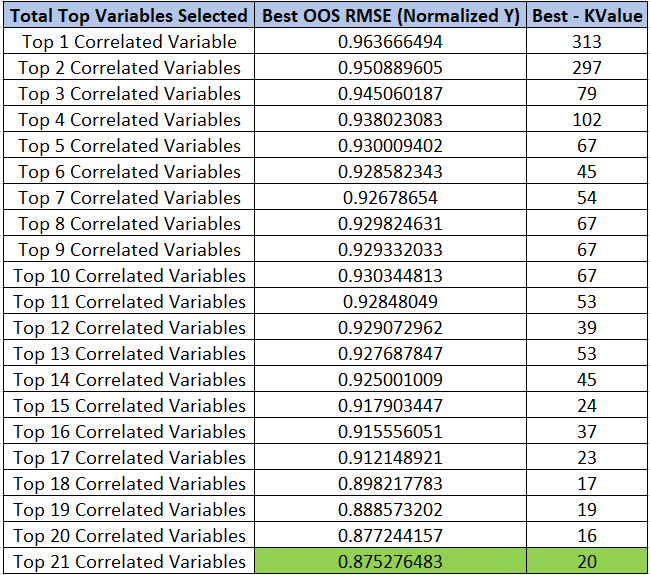 Total Top Variables Selected Best OOS RMSE (Normalized Y) Best - KValue
Top 1 Correlated Variable 0.963666494 313
Top 2 Correlated Variables 0.950889605 297
Top 3 Correlated Variables 0.945060187 79
Top 4 Correlated Variables 0.938023083 102
Top 5 Correlated Variables 0.930009402 67
Top 6 Correlated Variables 0.928582343 45
Top 7 Correlated Variables 0.92678654 54
Top 8 Correlated Variables 0.929824631 67
Top 9 Correlated Variables 0.929332033 67
Top 10 Correlated Variables 0.930344813 67
Top 11 Correlated Variables 0.92848049 53
Top 12 Correlated Variables 0.929072962 39
Top 13 Correlated Variables 0.927687847 53
Top 14 Correlated Variables 0.925001009 45
Top 15 Correlated Variables 0.917903447 24
Top 16 Correlated Variables 0.915556051 37
Top 17 Correlated Variables 0.912148921 23
Top 18 Correlated Variables 0.898217783 17
Top 19 Correlated Variables 0.888573202 19
Top 20 Correlated Variables 0.877244157 16
Top 21 Correlated Variables 0.875276483 20